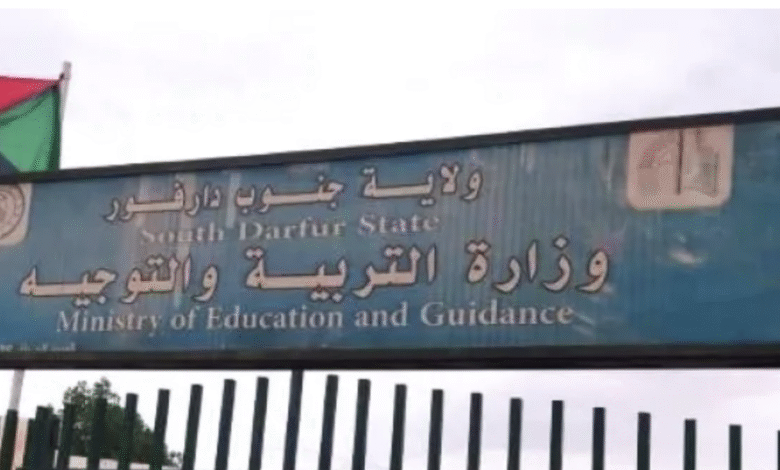 ولاية جنوب دارفور
South Darfur State
وزارة التربية والتوجيه
Ministry of Education and Guidance